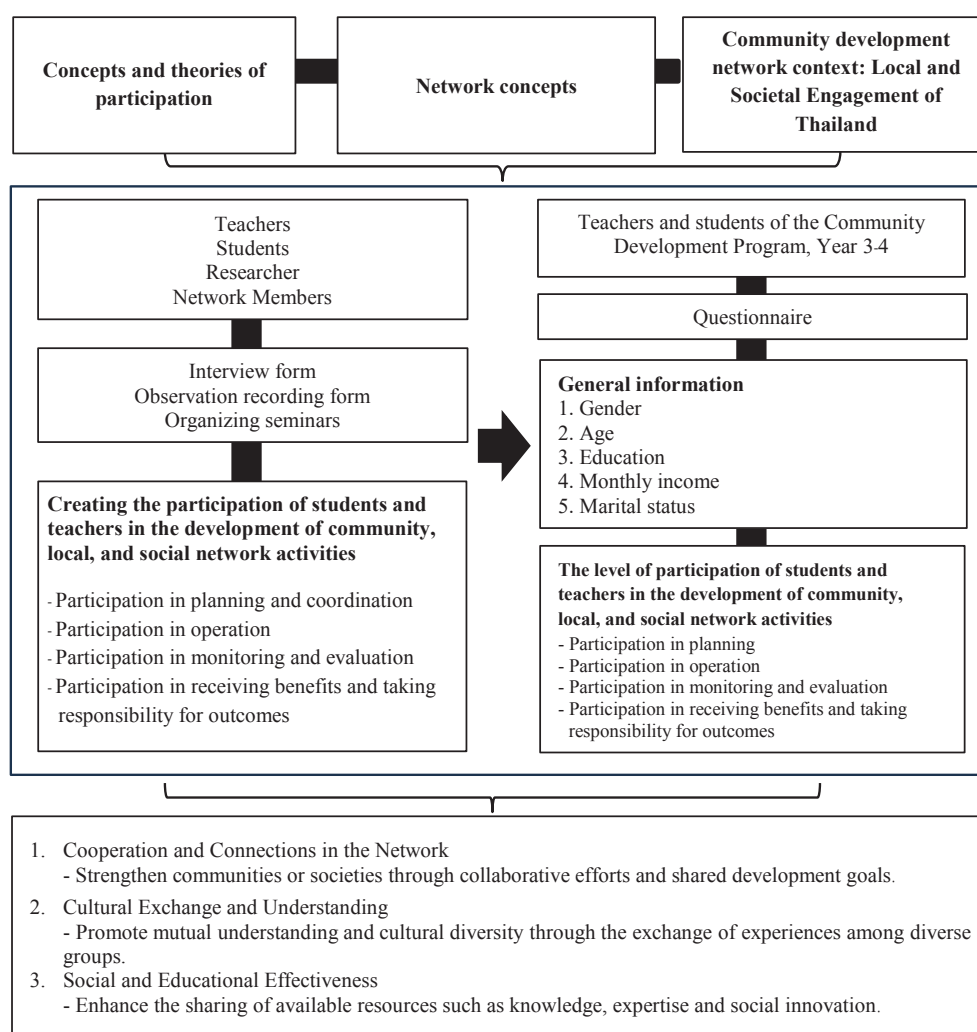 Concepts and theories of
participation
Network concepts
Community development
network context: Local and
Societal Engagement of
Thailand
Teachers
Students
Researcher
Network Members
Interview form
Observation recording form
Organizing seminars
Creating the participation of students and
teachers in the development of community,
local, and social network activities
- Participation in planning and coordination
- Participation in operation
- Participation in monitoring and evaluation
- Participation in receiving benefits and taking
responsibility for outcomes
Teachers and students of the Community
Development Program, Year 3-4
Questionnaire
General information
1. Gender
2. Age
3. Education
4. Monthly income
5. Marital status
The level of participation of students and
teachers in the development of community,
local, and social network activities
- Participation in planning
- Participation in operation
- Participation in monitoring and evaluation
- Participation in receiving benefits and taking
responsibility for outcomes
1. Cooperation and Connections in the Network
- Strengthen communities or societies through collaborative efforts and shared development goals.
2. Cultural Exchange and Understanding
- Promote mutual understanding and cultural diversity through the exchange of experiences among diverse
groups.
3. Social and Educational Effectiveness
- Enhance the sharing of available resources such as knowledge, expertise and social innovation.